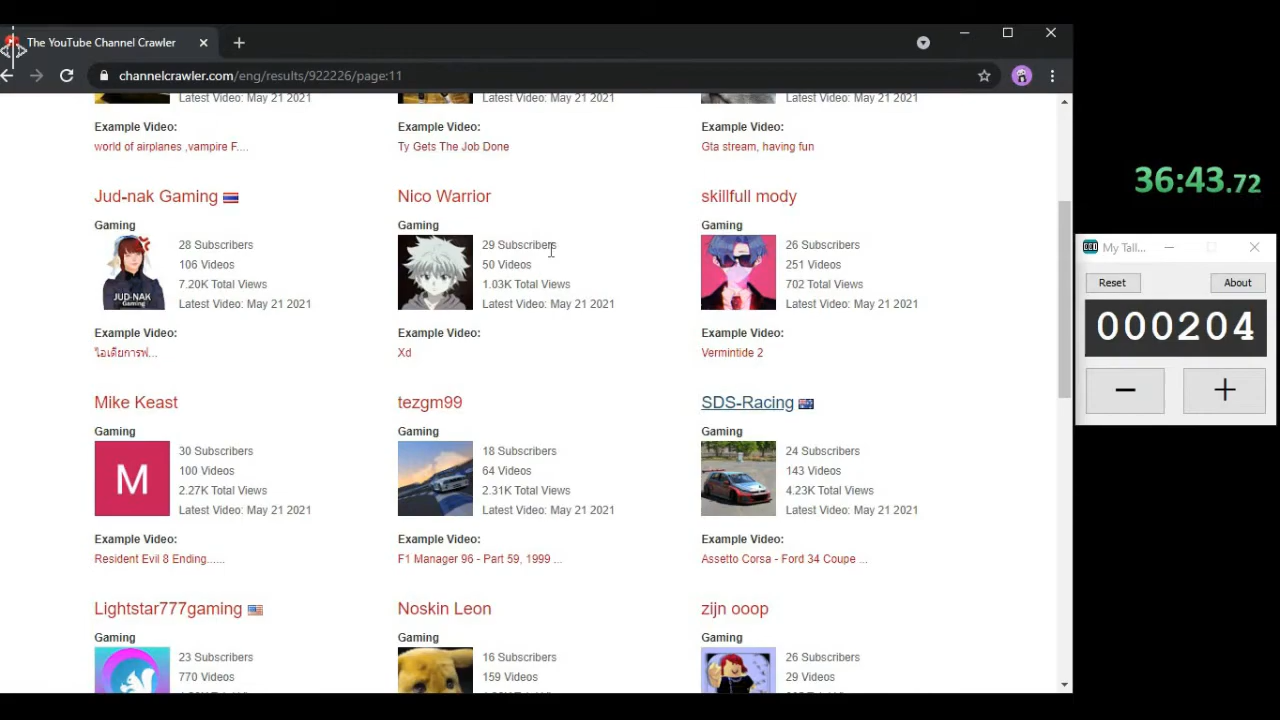 The YouTube Channel Crawler
channelcrawler.com/eng/results/922226/page:11
Latest Video: May 21 2021
Latest Video: May 21 2021
Latest Video: May 21 2021
Example Video:
world of airplanes ,vampire F....
Example Video:
Ty Gets The Job Done
Example Video:
Gta stream, having fun
Jud-nak Gaming
Gaming
JUD-NAK
Gaming
28 Subscribers
106 Videos
7.20K Total Views
Latest Video: May 21 2021
Example Video:
ไอเดียการฟ...
Nico Warrior
Gaming
29 Subscribers
50 Videos
1.03K Total Views
Latest Video: May 21 2021
Example Video:
Xd
skillfull mody
Gaming
26 Subscribers
251 Videos
702 Total Views
Latest Video: May 21 2021
Example Video:
Vermintide 2
Mike Keast
Gaming
M
30 Subscribers
100 Videos
2.27K Total Views
Latest Video: May 21 2021
Example Video:
Resident Evil 8 Ending......
tezgm99
Gaming
18 Subscribers
64 Videos
2.31K Total Views
Latest Video: May 21 2021
Example Video:
F1 Manager 96 - Part 59, 1999 ...
SDS-Racing
Gaming
24 Subscribers
143 Videos
4.23K Total Views
Latest Video: May 21 2021
Example Video:
Assetto Corsa - Ford 34 Coupe ...
Lightstar777gaming
Gaming
23 Subscribers
770 Videos
Noskin Leon
Gaming
16 Subscribers
159 Videos
zijn ooop
Gaming
26 Subscribers
29 Videos
36:43.72
My Tall...
Reset
About
000204